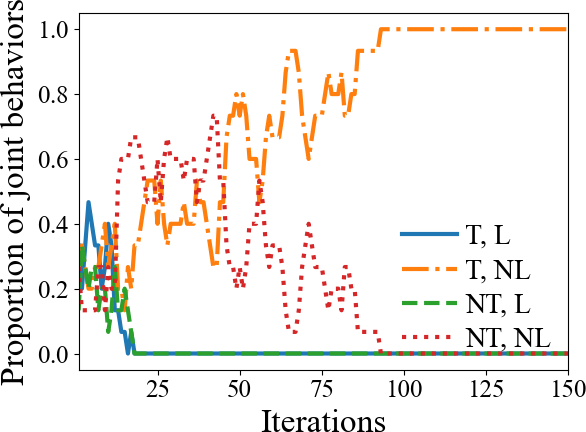 Proportion of joint behaviors
1.0
0.8
0.6
0.4
0.2
0.0
T, L
T, NL
NT, L
NT, NL
25
50
75
100
125
150
Iterations